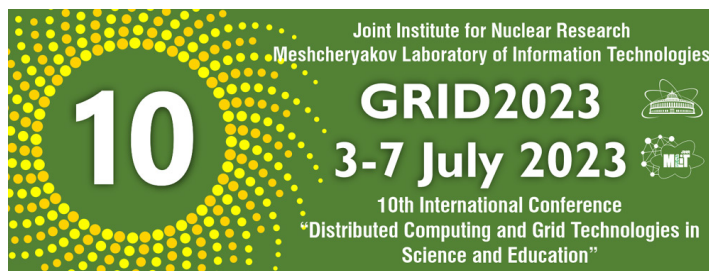 Joint Institute for Nuclear Research
Meshcheryakov Laboratory of Information Technologies
10
GRID2023
3-7 July 2023
10th International Conference
“Distributed Computing and Grid Technologies in
Science and Education”